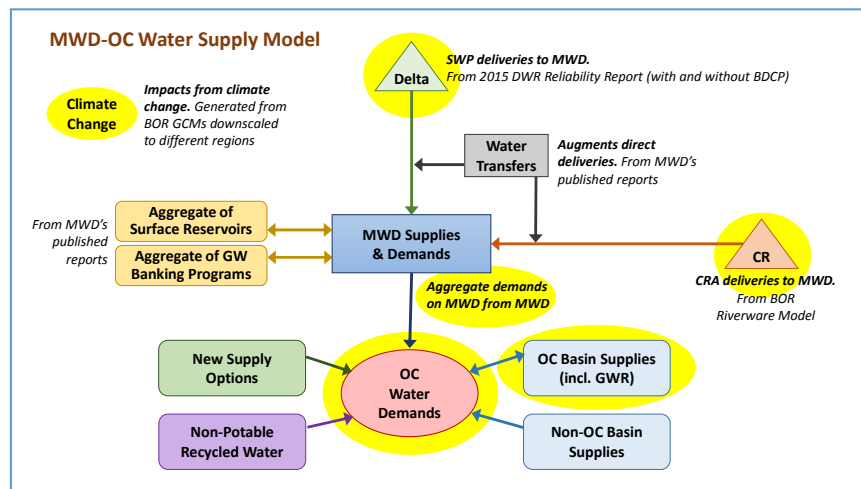 MWD-OC Water Supply Model
Climate
Change
Impacts from climate
change. Generated from
BOR GCMs downscaled
to different regions
Delta
SWP deliveries to MWD.
From 2015 DWR Reliability Report (with and without BDCP)
Water
Transfers
Augments direct
deliveries. From MWD's
published reports
From MWD's
published
reports
Aggregate of
Surface Reservoirs
Aggregate of GW
Banking Programs
MWD Supplies
& Demands
CR
CRA deliveries to MWD.
From BOR
Riverware Model
Aggregate demands
on MWD from MWD
New Supply
Options
OC
Water
Demands
OC Basin Supplies
(incl. GWR)
Non-Potable
Recycled Water
Non-OC Basin
Supplies